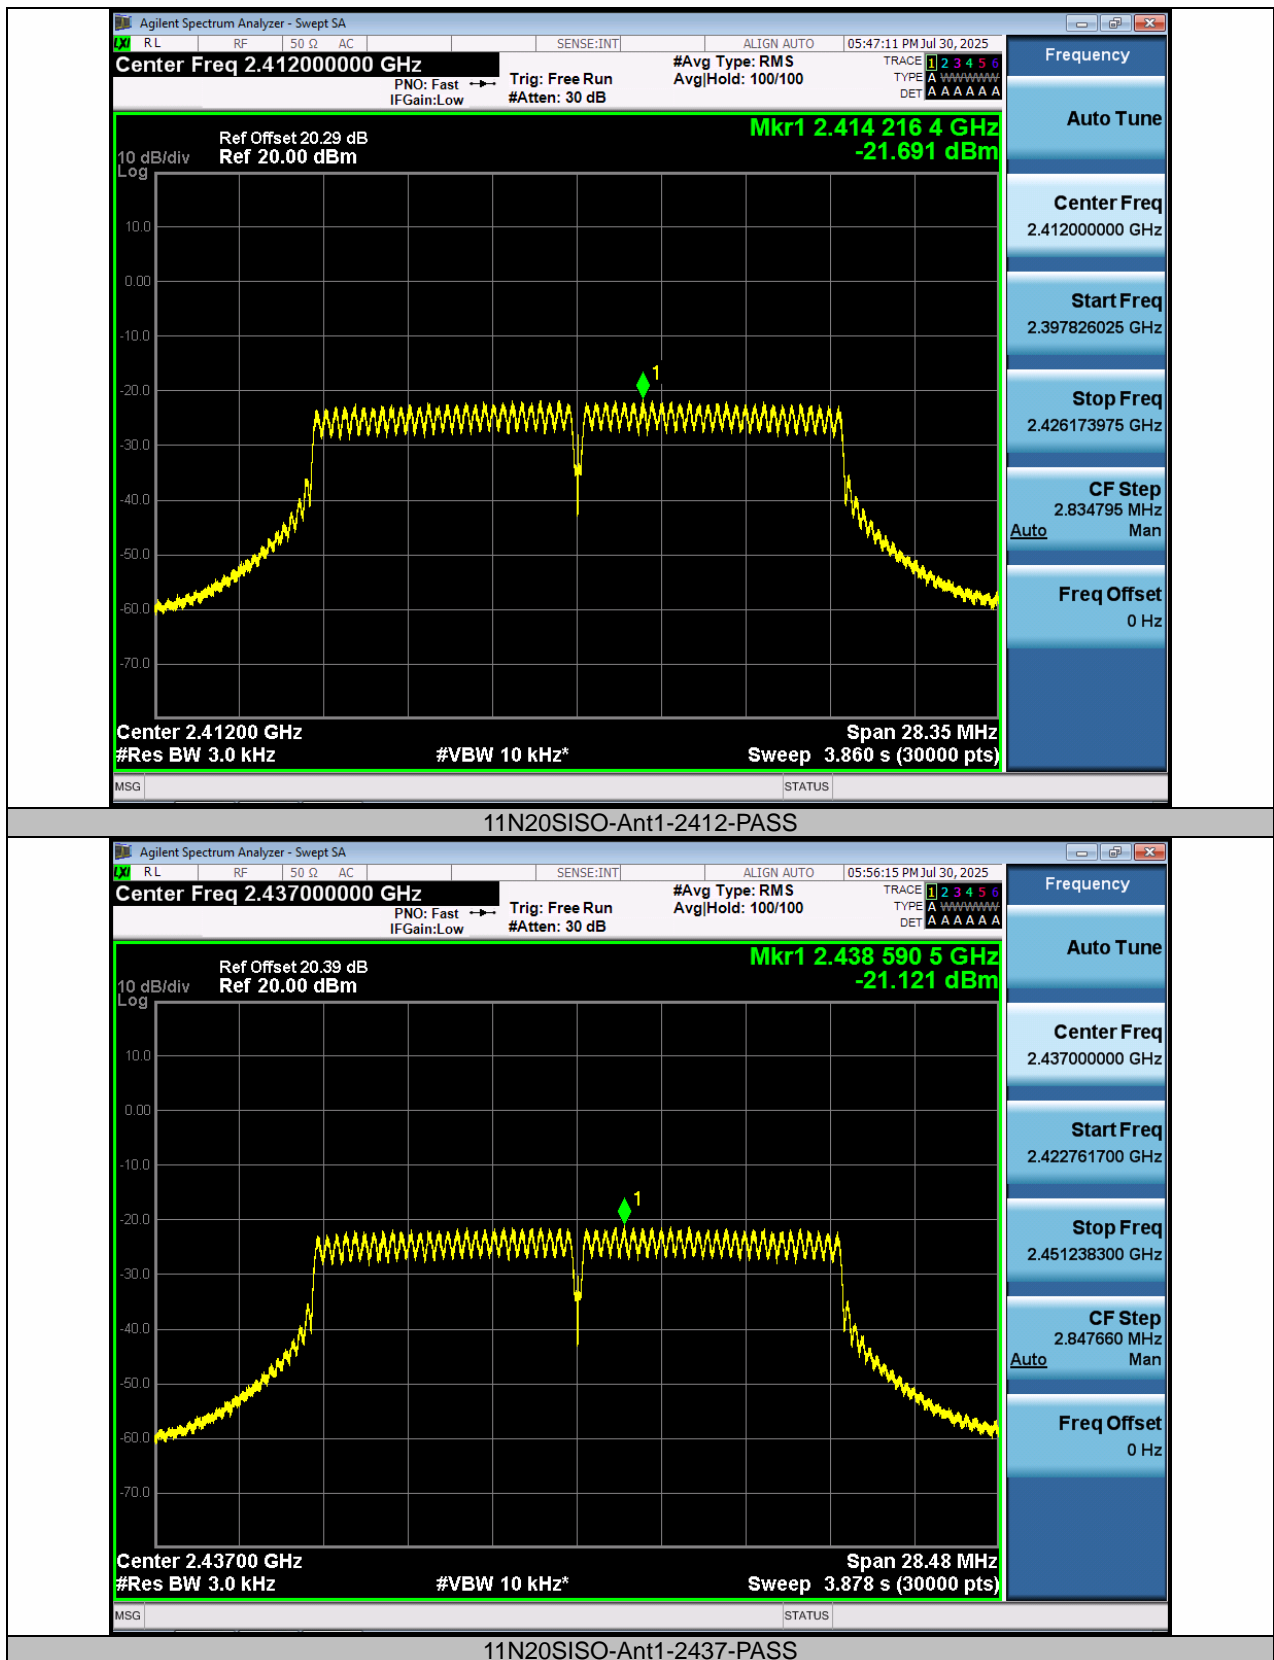 Agilent Spectrum Analyzer - Swept SA
LXI RL RF 50 Ω AC SENSE:INT ALIGN AUTO 05:47:11 PM Jul 30, 2025
Center Freq 2.412000000 GHz
PNO: Fast
IFGain:Low
Trig: Free Run
#Atten: 30 dB
#Avg Type: RMS
Avg|Hold: 100/100
TRACE 1 2 3 4 5 6
TYPE A WWWWW
DET A A A A A A
Ref Offset 20.29 dB
10 dB/div Ref 20.00 dBm
Log
Mkr1 2.414 216 4 GHz
-21.691 dBm
10.0
0.00
-10.0
-20.0
-30.0
-40.0
-50.0
-60.0
-70.0
1
Center 2.41200 GHz Span 28.35 MHz
#Res BW 3.0 kHz #VBW 10 kHz* Sweep 3.860 s (30000 pts)
MSG STATUS
Frequency
Auto Tune
Center Freq
2.412000000 GHz
Start Freq
2.397826025 GHz
Stop Freq
2.426173975 GHz
CF Step
2.834795 MHz
Auto Man
Freq Offset
0 Hz
11N20SISO-Ant1-2412-PASS
Agilent Spectrum Analyzer - Swept SA
LXI RL RF 50 Ω AC SENSE:INT ALIGN AUTO 05:56:15 PM Jul 30, 2025
Center Freq 2.437000000 GHz
PNO: Fast
IFGain:Low
Trig: Free Run
#Atten: 30 dB
#Avg Type: RMS
Avg|Hold: 100/100
TRACE 1 2 3 4 5 6
TYPE A WWWWW
DET A A A A A A
Ref Offset 20.39 dB
10 dB/div Ref 20.00 dBm
Log
Mkr1 2.438 590 5 GHz
-21.121 dBm
10.0
0.00
-10.0
-20.0
-30.0
-40.0
-50.0
-60.0
-70.0
1
Center 2.43700 GHz Span 28.48 MHz
#Res BW 3.0 kHz #VBW 10 kHz* Sweep 3.878 s (30000 pts)
MSG STATUS
Frequency
Auto Tune
Center Freq
2.437000000 GHz
Start Freq
2.422761700 GHz
Stop Freq
2.451238300 GHz
CF Step
2.847660 MHz
Auto Man
Freq Offset
0 Hz
11N20SISO-Ant1-2437-PASS